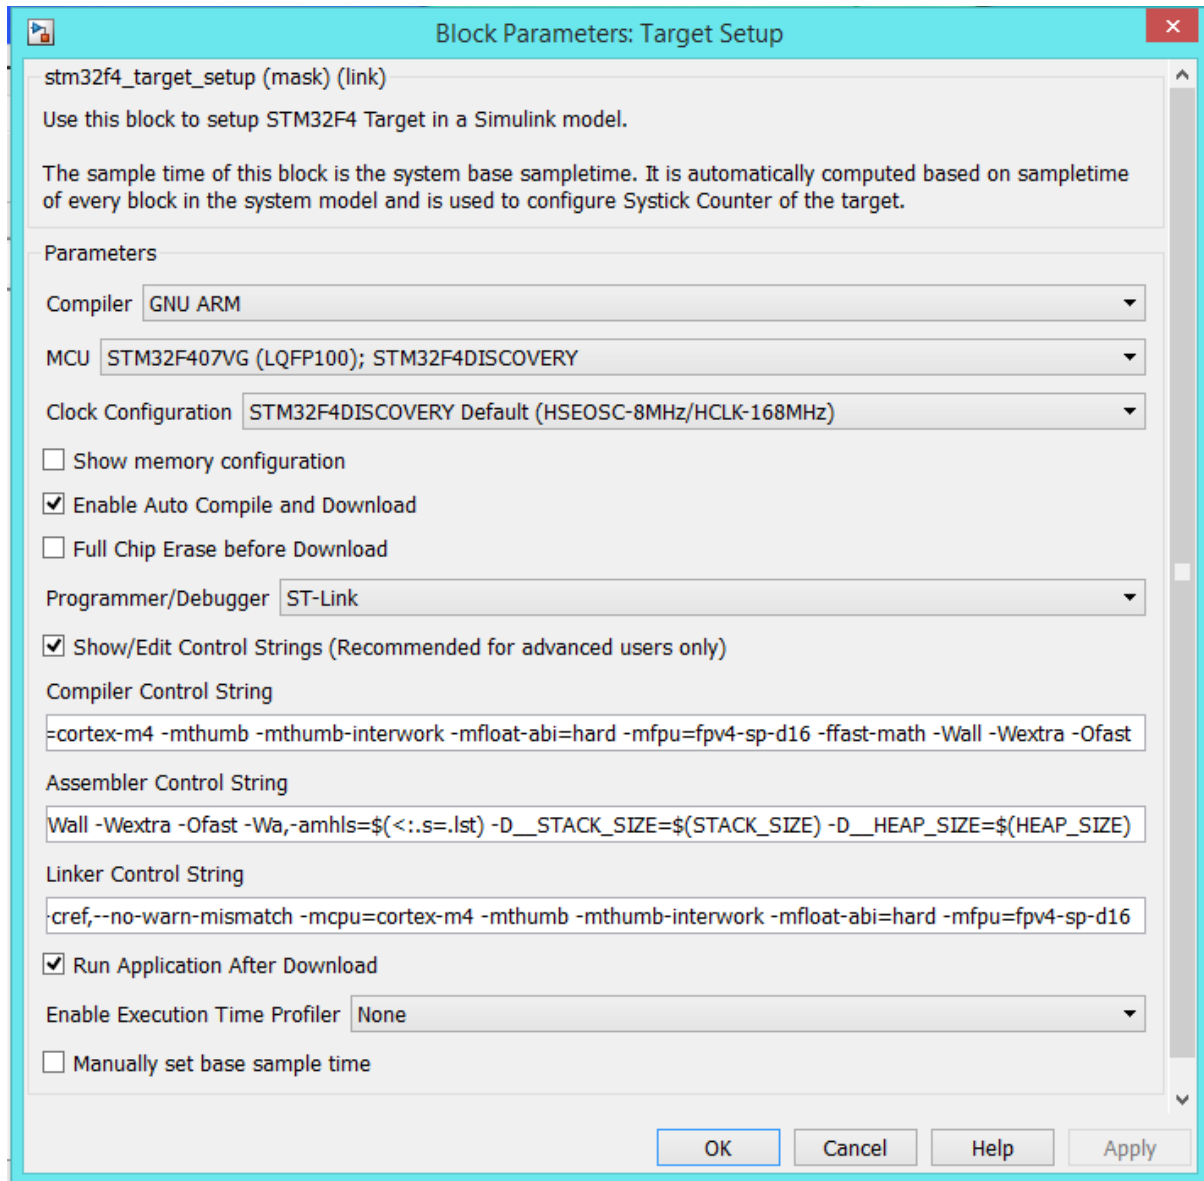 Block Parameters: Target Setup
stm32f4_target_setup (mask) (link)
Use this block to setup STM32F4 Target in a Simulink model.
The sample time of this block is the system base sampletime. It is automatically computed based on sampletime
of every block in the system model and is used to configure Systick Counter of the target.
Parameters
Compiler GNU ARM
MCU STM32F407VG (LQFP100); STM32F4DISCOVERY
Clock Configuration STM32F4DISCOVERY Default (HSEOSC-8MHz/HCLK-168MHz)
Show memory configuration
Enable Auto Compile and Download
Full Chip Erase before Download
Programmer/Debugger ST-Link
Show/Edit Control Strings (Recommended for advanced users only)
Compiler Control String
=cortex-m4 -mthumb -mthumb-interwork -mfloat-abi=hard -mfpu=fpv4-sp-d16 -ffast-math -Wall -Wextra -Ofast
Assembler Control String
Wall -Wextra -Ofast -Wa,-amhls=$(<:.s=.lst) -D__STACK_SIZE=$(STACK_SIZE) -D__HEAP_SIZE=$(HEAP_SIZE)
Linker Control String
-cref,--no-warn-mismatch -mcpu=cortex-m4 -mthumb -mthumb-interwork -mfloat-abi=hard -mfpu=fpv4-sp-d16
Run Application After Download
Enable Execution Time Profiler None
Manually set base sample time
OK Cancel Help Apply